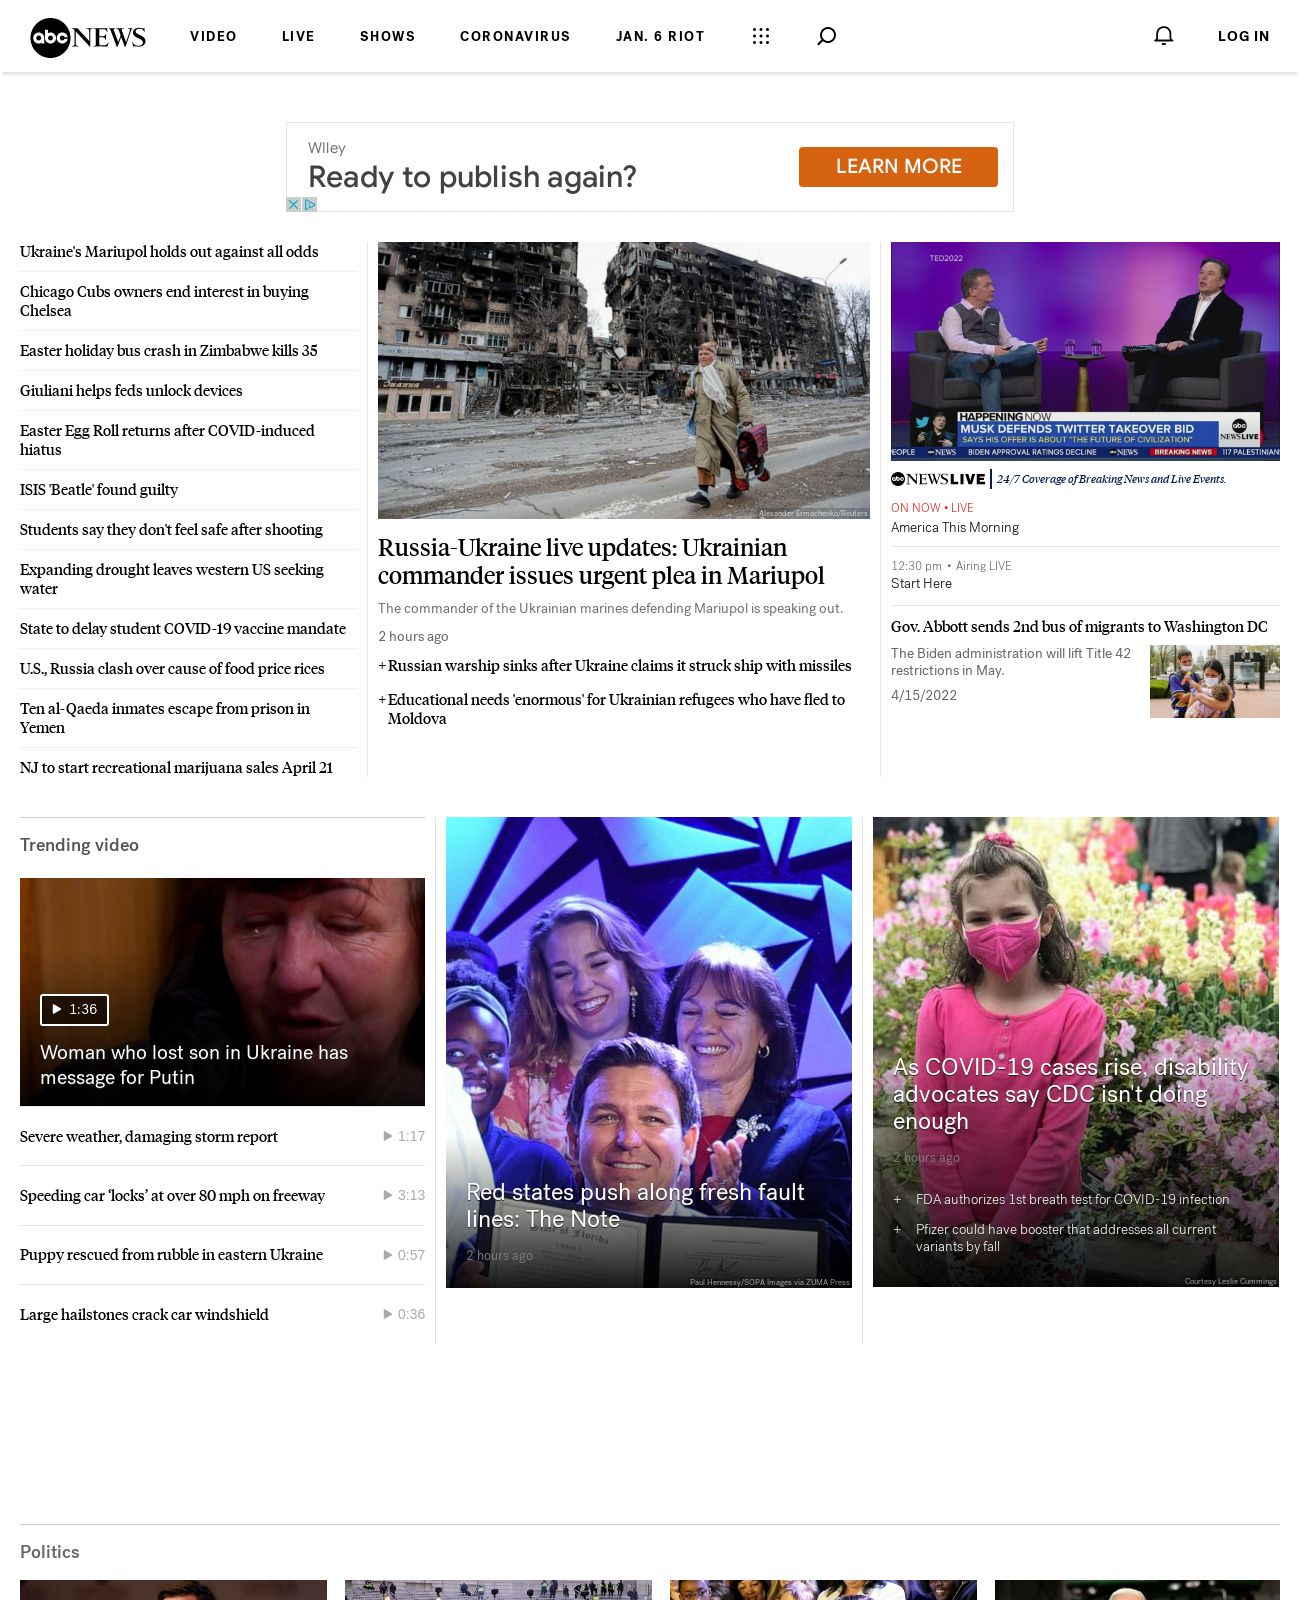 abc NEWS
VIDEO
LIVE
SHOWS
CORONAVIRUS
JAN. 6 RIOT
LOG IN
WIley
Ready to publish again?
LEARN MORE
Ukraine's Mariupol holds out against all odds
Chicago Cubs owners end interest in buying
Chelsea
Easter holiday bus crash in Zimbabwe kills 35
Giuliani helps feds unlock devices
Easter Egg Roll returns after COVID-induced
hiatus
ISIS 'Beatle' found guilty
Students say they don't feel safe after shooting
Expanding drought leaves western US seeking
water
State to delay student COVID-19 vaccine mandate
U.S., Russia clash over cause of food price rices
Ten al-Qaeda inmates escape from prison in
Yemen
NJ to start recreational marijuana sales April 21
Alexander Ermochenko/Reuters
Russia-Ukraine live updates: Ukrainian
commander issues urgent plea in Mariupol
The commander of the Ukrainian marines defending Mariupol is speaking out.
2 hours ago
+ Russian warship sinks after Ukraine claims it struck ship with missiles
+ Educational needs 'enormous' for Ukrainian refugees who have fled to
Moldova
TED2022
HAPPENING NOW
MUSK DEFENDS TWITTER TAKEOVER BID
SAYS HIS OFFER IS ABOUT "THE FUTURE OF CIVILIZATION"
abc
NEWS LIVE
EOPLE abc NEWS BIDEN APPROVAL RATINGS DECLINE abc NEWS BREAKING NEWS 117 PALESTINIAN
abc NEWS LIVE 24/7 Coverage of Breaking News and Live Events.
ON NOW • LIVE
America This Morning
12:30 pm • Airing LIVE
Start Here
Gov. Abbott sends 2nd bus of migrants to Washington DC
The Biden administration will lift Title 42
restrictions in May.
4/15/2022
Trending video
1:36
Woman who lost son in Ukraine has
message for Putin
Severe weather, damaging storm report 1:17
Speeding car ‘locks’ at over 80 mph on freeway 3:13
Puppy rescued from rubble in eastern Ukraine 0:57
Large hailstones crack car windshield 0:36
Red states push along fresh fault
lines: The Note
2 hours ago
Paul Hennessy/SOPA Images via ZUMA Press
As COVID-19 cases rise, disability
advocates say CDC isn't doing
enough
2 hours ago
+ FDA authorizes 1st breath test for COVID-19 infection
+ Pfizer could have booster that addresses all current
variants by fall
Courtesy Leslie Cummings
Politics